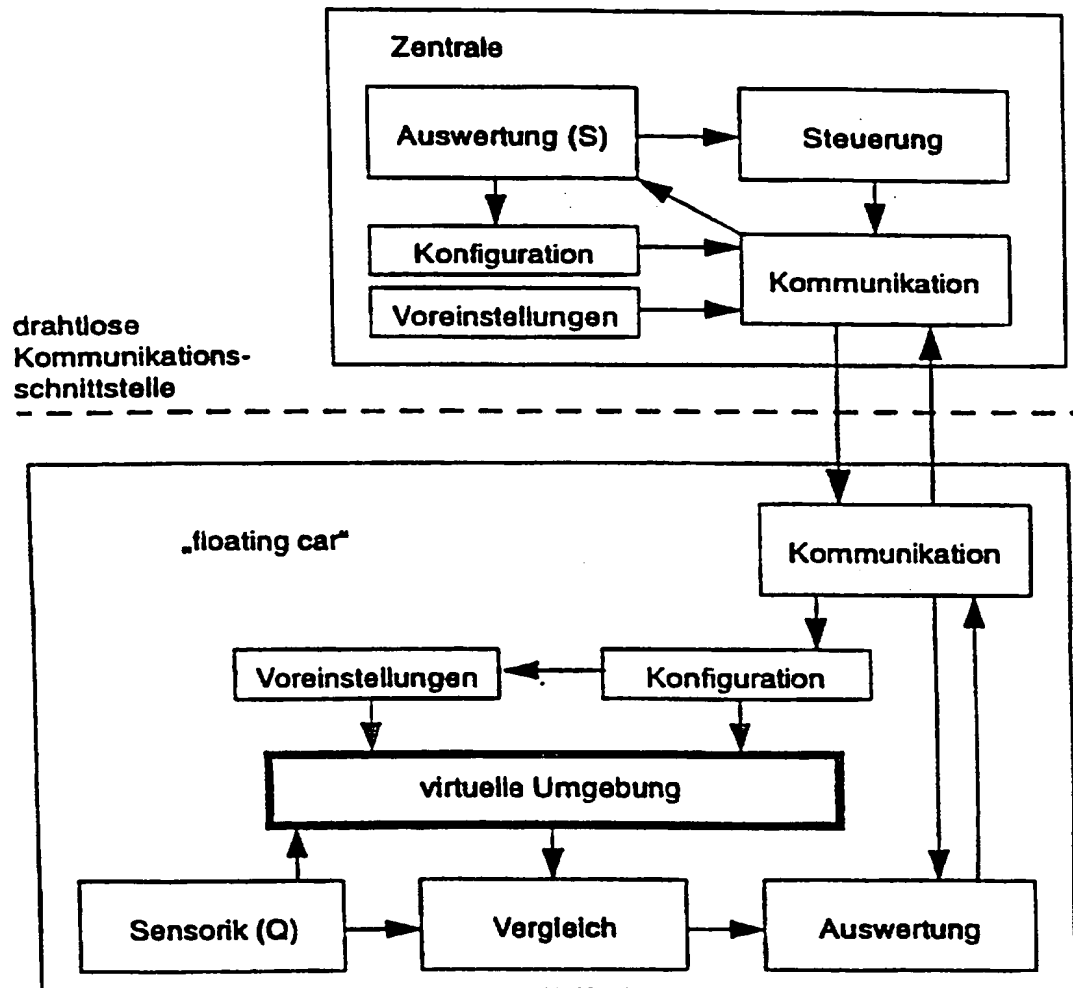 Zentrale
Auswertung (S)
Steuerung
Konfiguration
Kommunikation
Voreinstellungen
drahtlose
Kommunikations-
schnittstelle
„floating car“
Kommunikation
Voreinstellungen
Konfiguration
virtuelle Umgebung
Sensorik (Q)
Vergleich
Auswertung